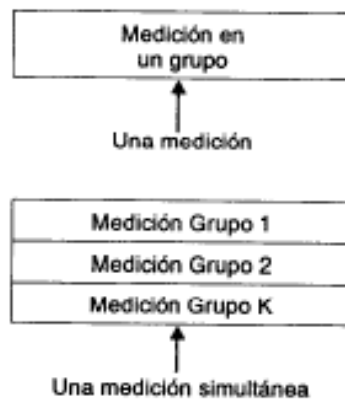 Medición en
un grupo
Una medición
Medición Grupo 1
Medición Grupo 2
Medición Grupo K
Una medición simultánea